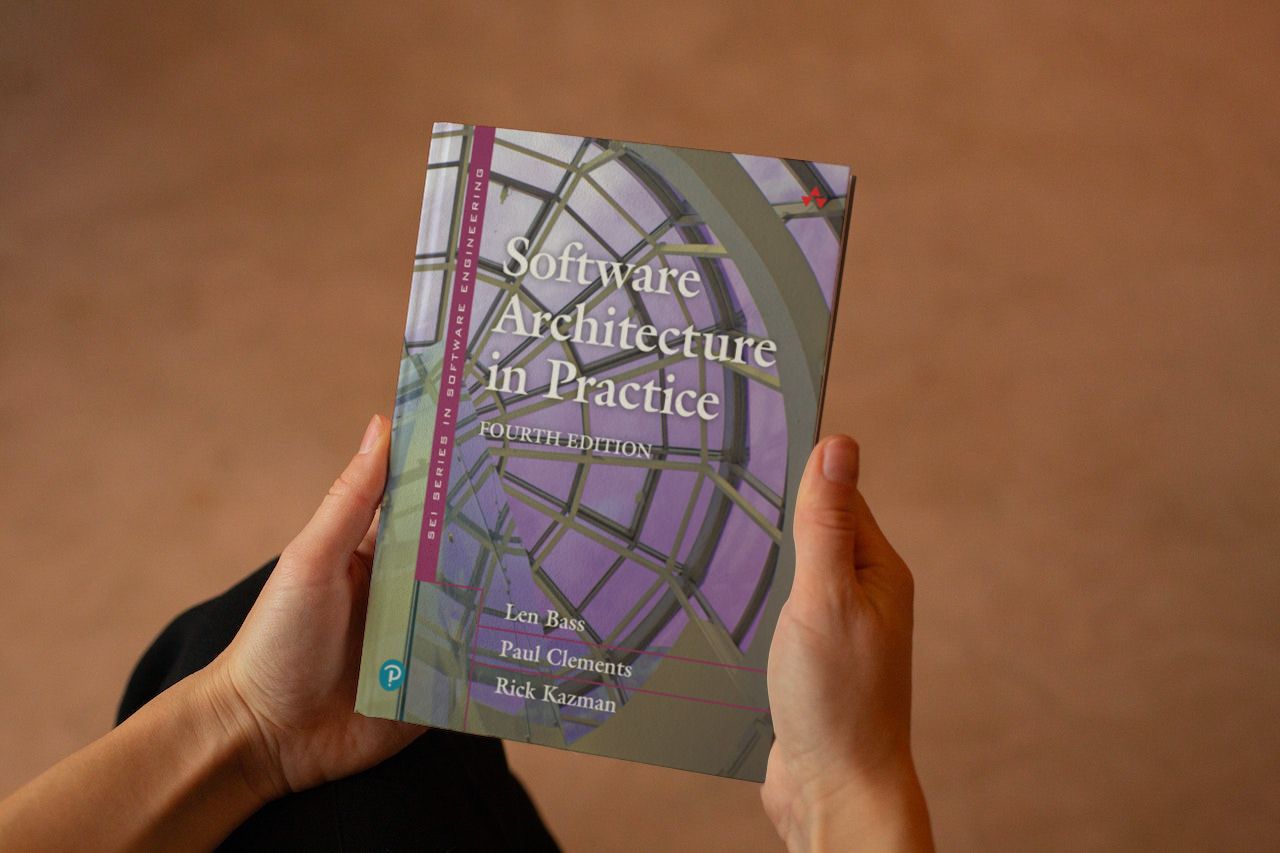 SEI SERIES IN SOFTWARE ENGINEERING
Software
Architecture
in Practice
FOURTH EDITION
Len Bass
Paul Clements
Rick Kazman
P